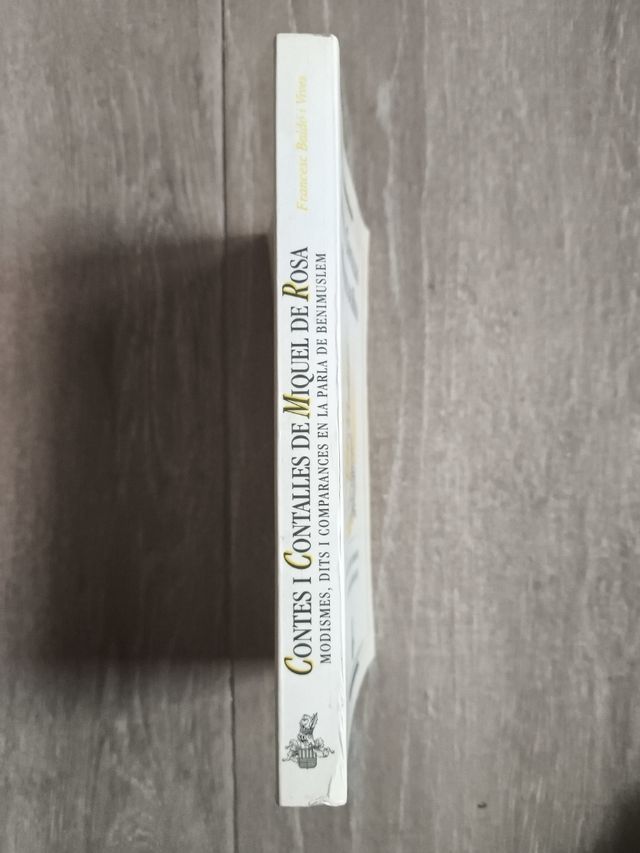 CONTES I CONTALLES DE MIQUEL DE ROSA
MODISMES, DITS I COMPARANCES EN LA PARLA DE BENIMUSLEM
Francesc Baldó i Vives